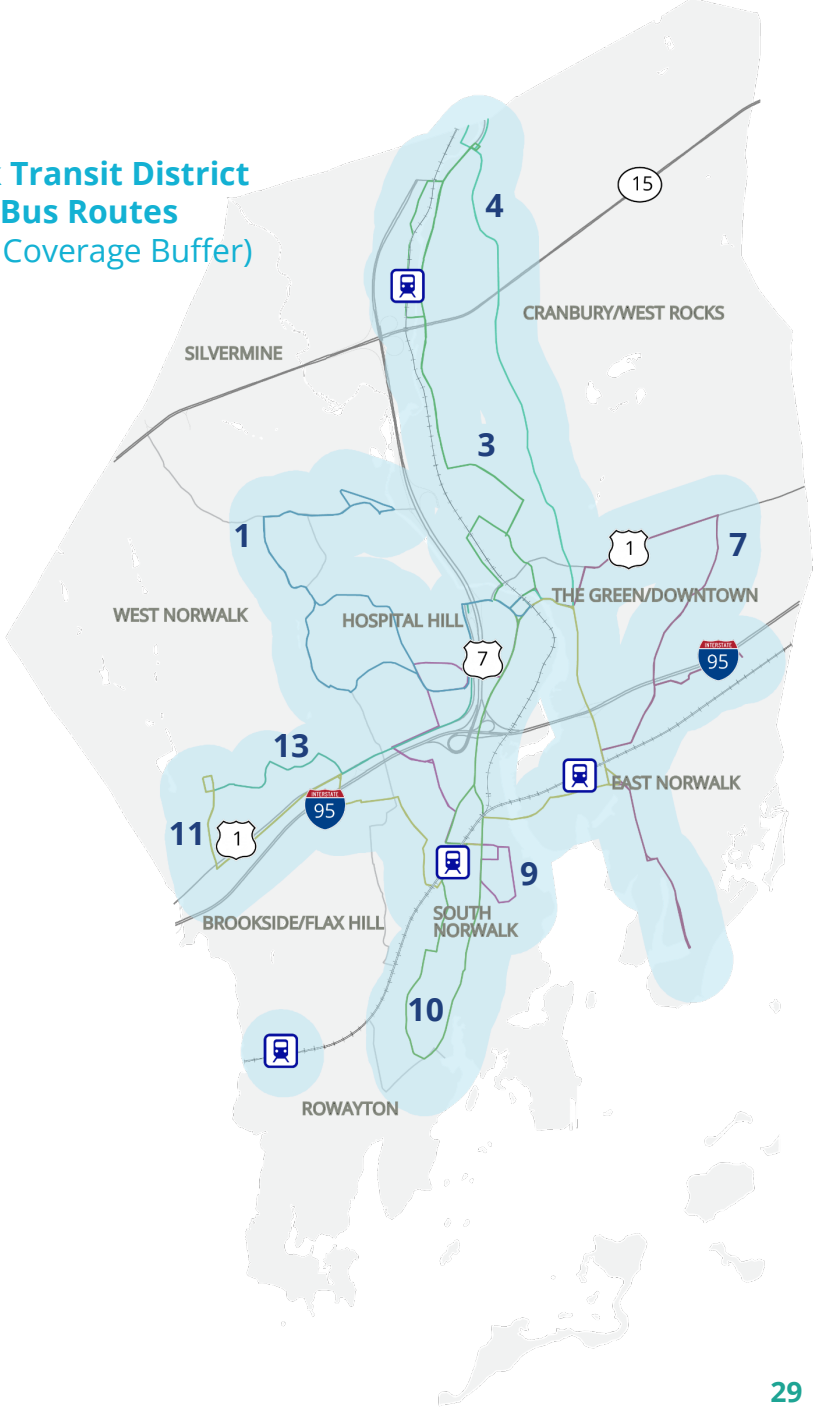 Transit District
Bus Routes
Coverage Buffer)
4
15
CRANBURY/WEST ROCKS
SILVERMINE
3
1
1
7
THE GREEN/DOWNTOWN
WEST NORWALK
HOSPITAL HILL
7
INTERSTATE
95
13
EAST NORWALK
INTERSTATE
95
11
1
9
SOUTH
NORWALK
BROOKSIDE/FLAX HILL
10
ROWAYTON
29